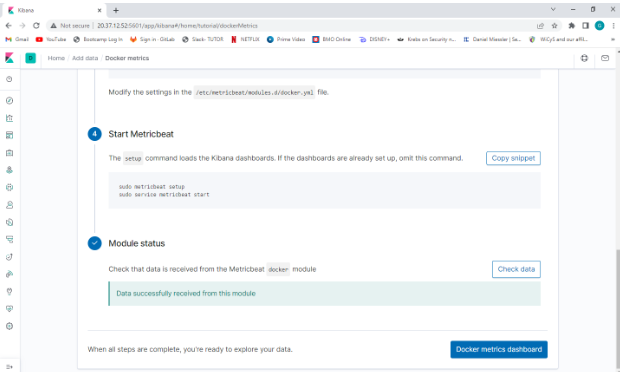 Kibana
Not secure | 20.37.12.52:5601/app/kibana#/home/tutorial/dockerMetrics
Gmail YouTube Bootcamp Log in Sign in · GitLab Slack- TUTOR NETFLIX Prime Video BMO Online DISNEY+ Krebs on Security n... Daniel Miessler | Se...
D Home / Add data / Docker metrics
Modify the settings in the /etc/metricbeat/modules.d/docker.yml file.
4 Start Metricbeat
The setup command loads the Kibana dashboards. If the dashboards are already set up, omit this command. Copy snippet
sudo metricbeat setup
sudo service metricbeat start
Module status
Check that data is received from the Metricbeat docker module Check data
Data successfully received from this module
When all steps are complete, you're ready to explore your data. Docker metrics dashboard